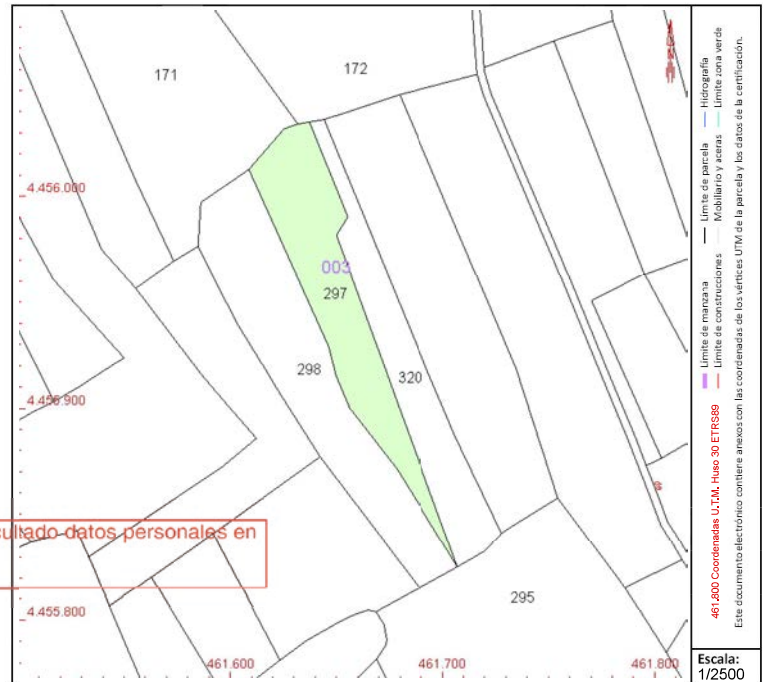 171
172
4.456.000
003
297
298
320
4.456.900
cultado datos personales en
4.455.800
295
461.600
461.700
461.800
Límite de manzana
Límite de parcela
Hidrografía
Límite de construcciones
Mobiliario y aceras
Límite zona verde
461.800 Coordenadas U.T.M. Huso 30 ETRS89
Este documento electrónico contiene anexos con las coordenadas de los vértices UTM de la parcela y los datos de la certificación.
Escala:
1/2500